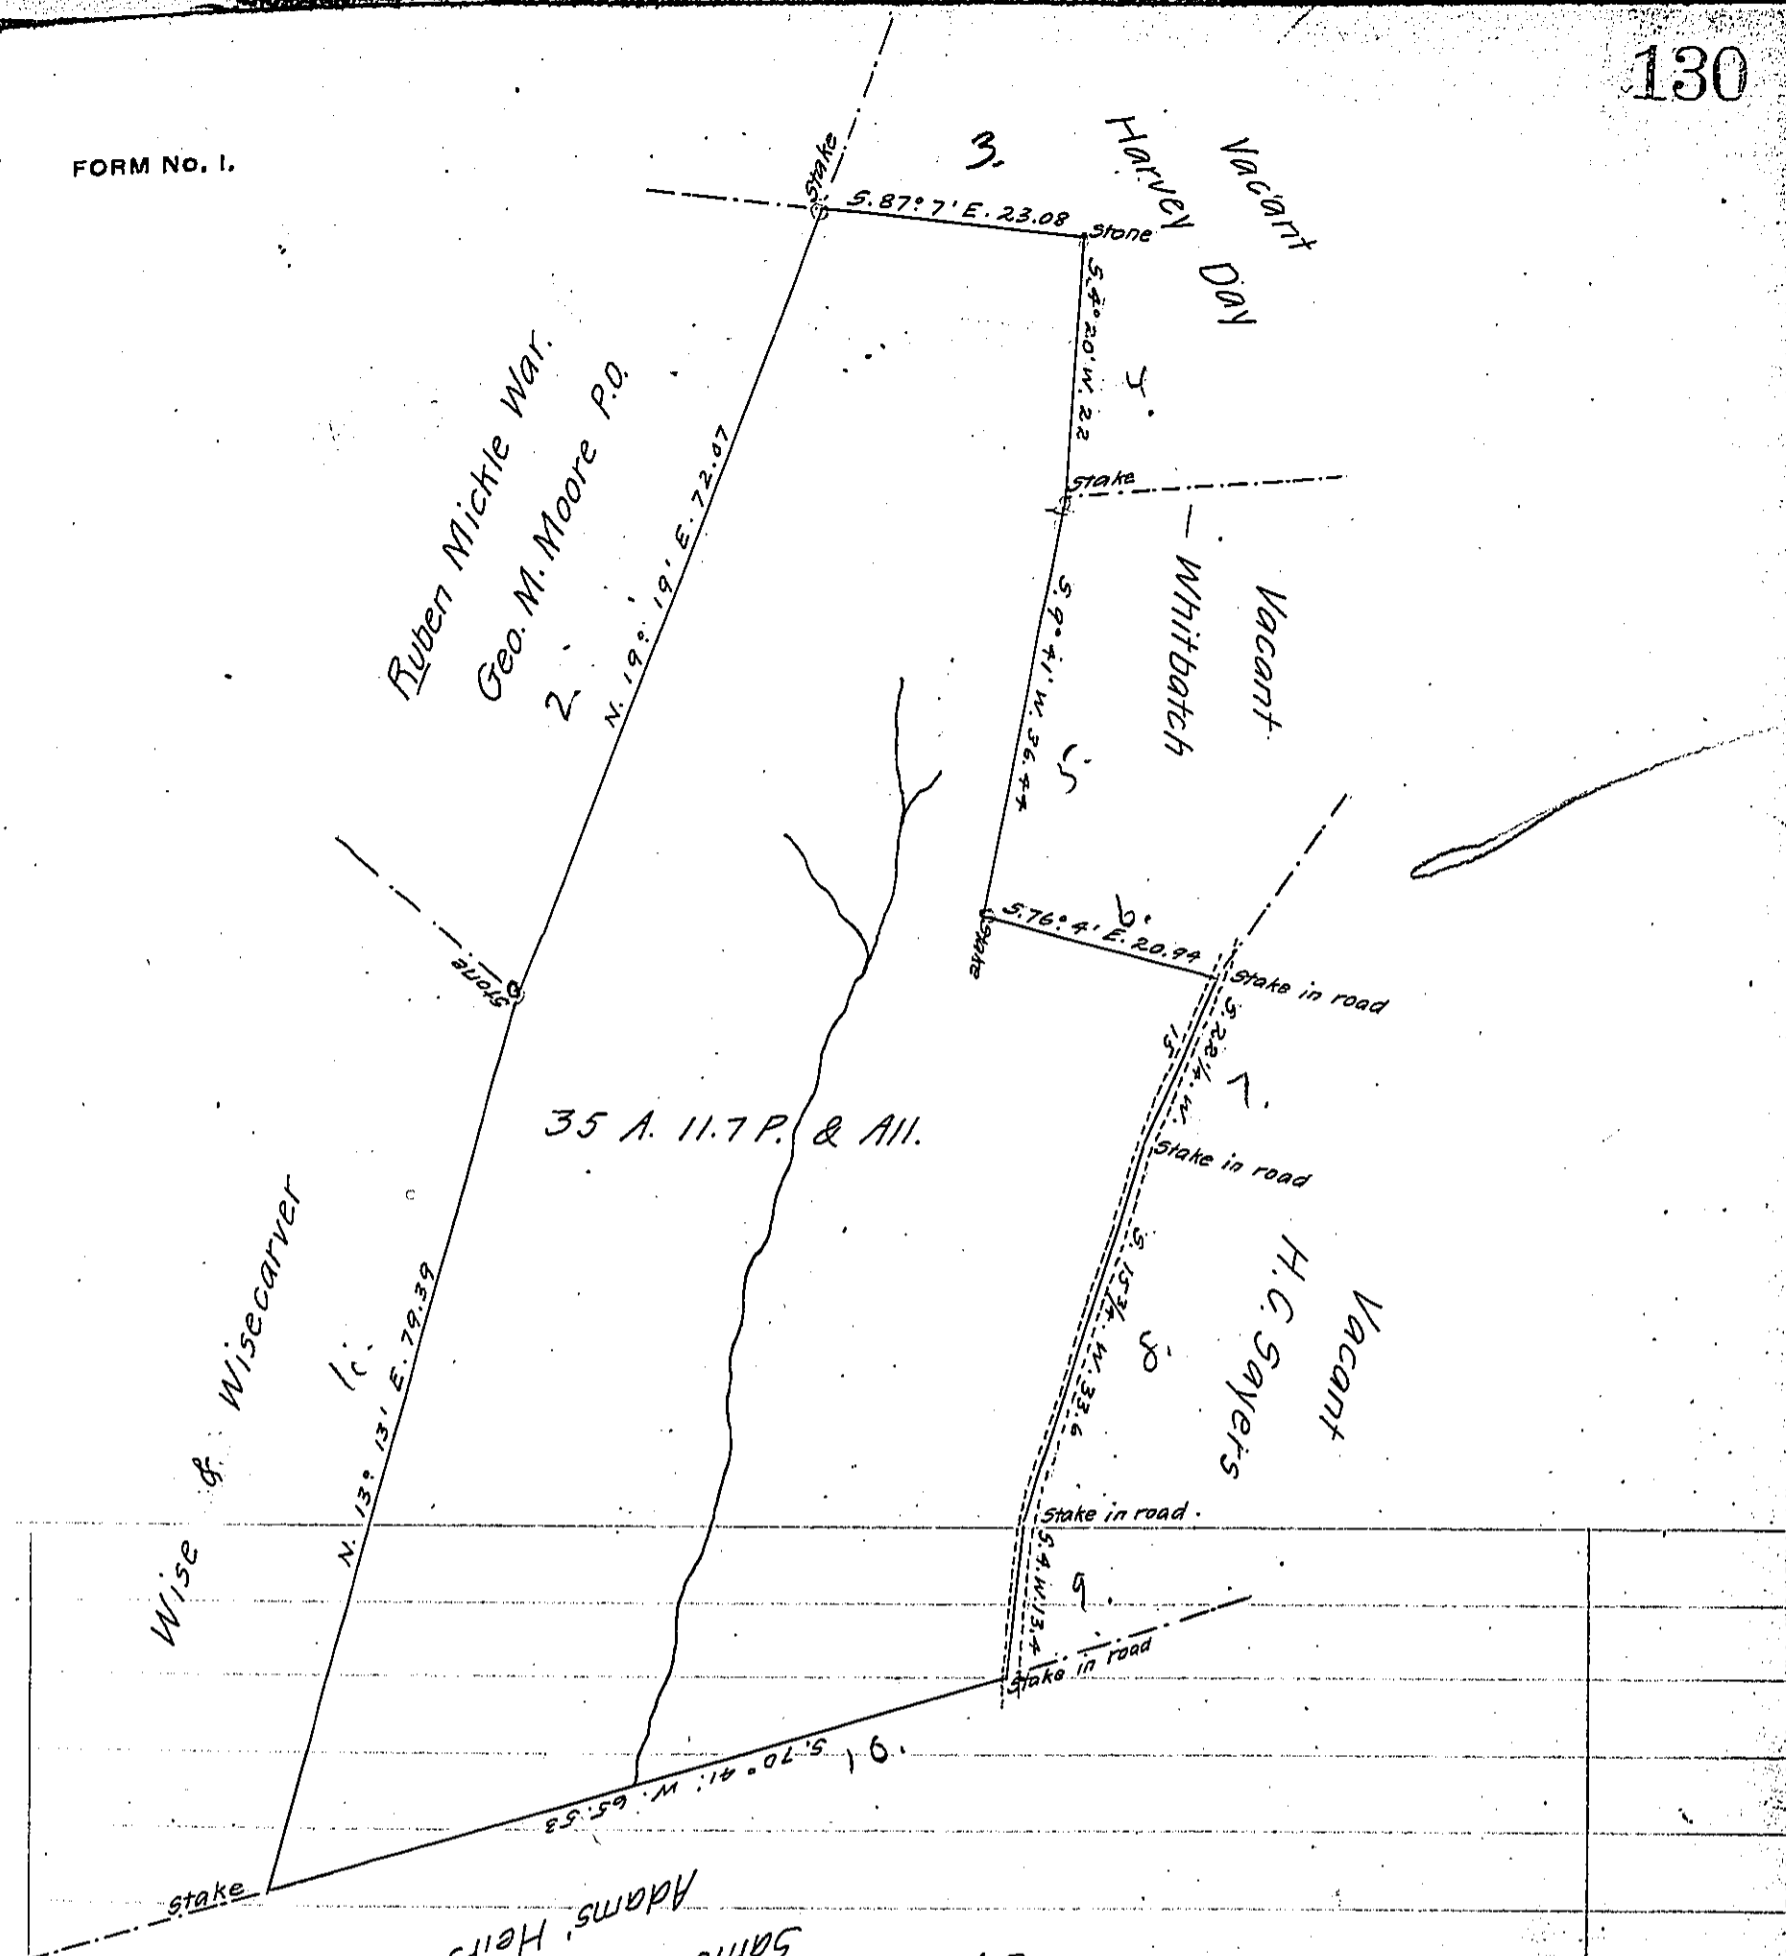 130
FORM No. 1.
Stake
3.
S. 87° 7' E. 23.08
Stone
Harvey Day
Vacant
S. 4° 20' W. 22
Stake
Ruben Mickle War.
Geo. M. Moore P.O.
2.
N. 19° 19' E. 72.07
S. 9° 41' W. 36.44
5.
— Whitbatch
Vacant
Stake
S. 76° 4' E. 20.94
6.
Stake in road
Stone
S. 22 1/4. W.
15
7.
Stake in road
35 A. 11.7 P. & All.
S. 15 3/4. W. 33.6
8.
H. C. Sayers
Vacant
Wise & Wisecarver
1.
N. 13° 13' E. 79.39
Stake in road.
S. 4. W. 13.4
9.
Stake in road
S. 70° 41' W. 65.53
10.
Stake
Adams' Heirs